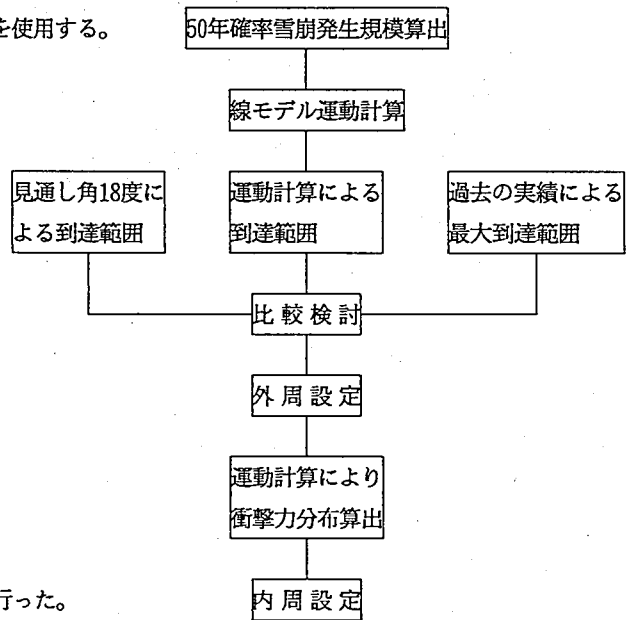 を使用する。
50年確率雪崩発生規模算出
線モデル運動計算
見通し角18度に
よる到達範囲
運動計算による
到達範囲
過去の実績による
最大到達範囲
比較検討
外周設定
運動計算により
衝撃力分布算出
行った。
内周設定